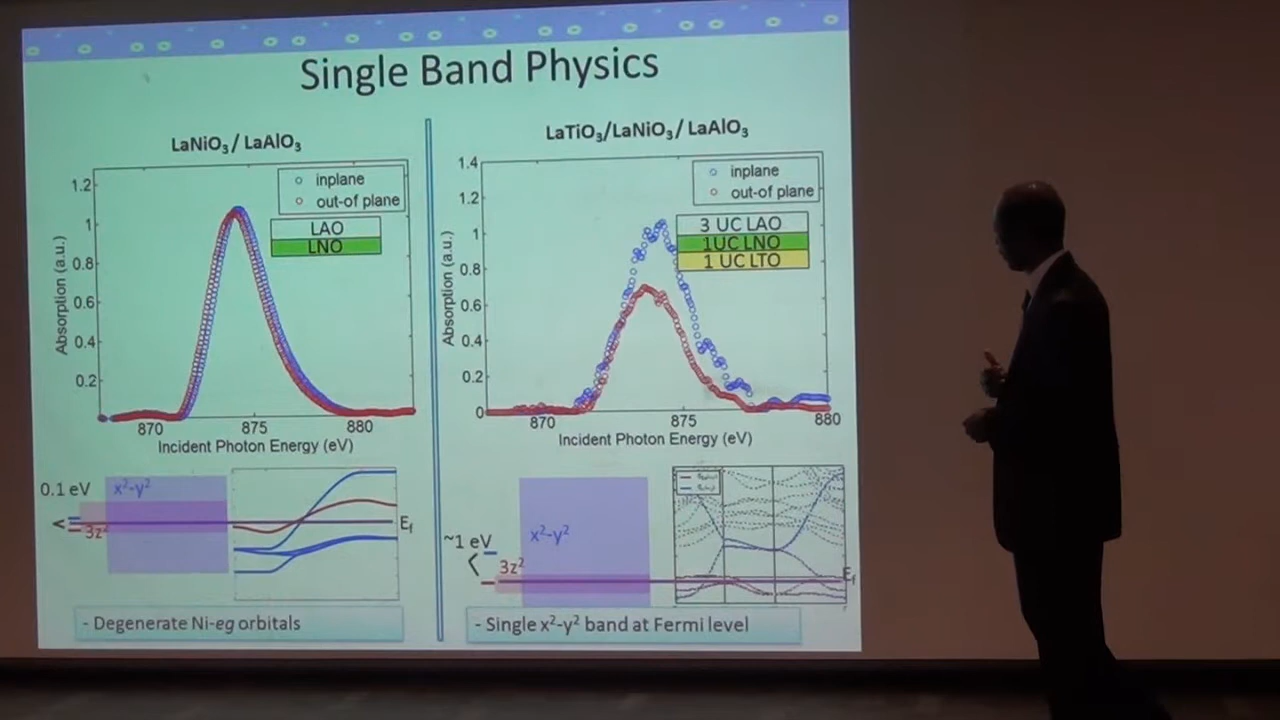 Single Band Physics
LaNiO₃ / LaAlO₃
1.2
1
0.8
0.6
0.4
0.2
Absorption (a.u.)
inplane
out-of plane
LAO
LNO
870
875
880
Incident Photon Energy (eV)
0.1 eV
x²-y²
3z²
E_f
- Degenerate Ni-eg orbitals
LaTiO₃/LaNiO₃/ LaAlO₃
1.4
1.2
1
0.8
0.6
0.4
0.2
0
Absorption (a.u.)
inplane
out-of plane
3 UC LAO
1UC LNO
1 UC LTO
870
875
880
Incident Photon Energy (eV)
~1 eV
x²-y²
3z²
E_f
- Single x²-y² band at Fermi level